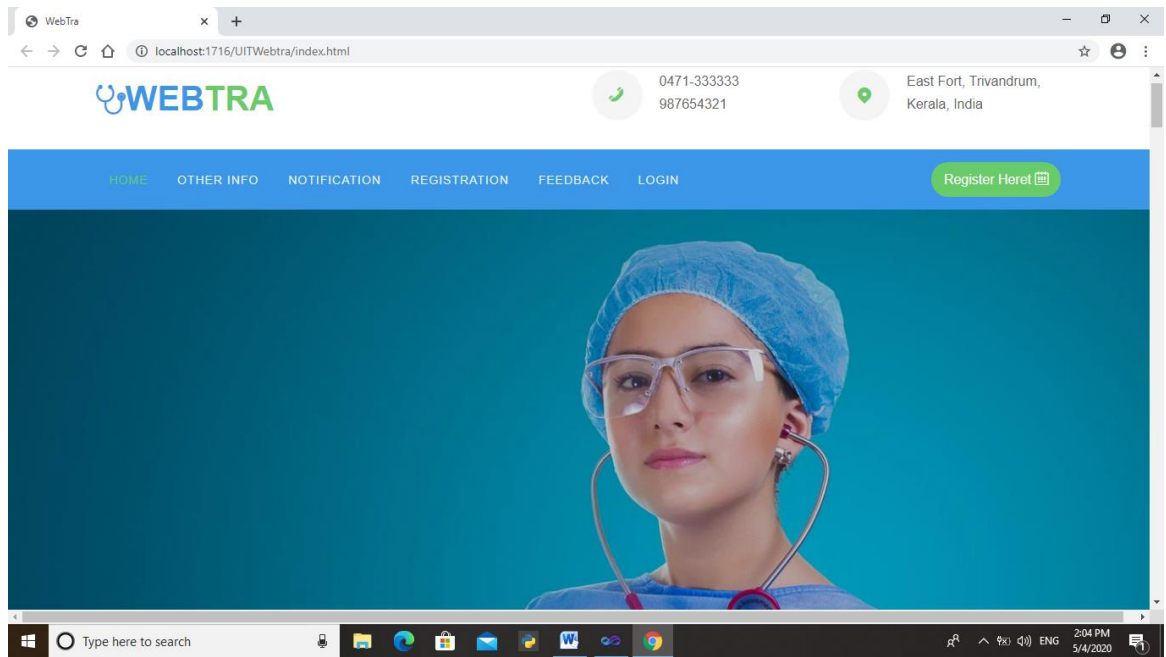 WebTra
localhost:1716/UITWebtra/index.html
WEBTRA
0471-333333
987654321
East Fort, Trivandrum,
Kerala, India
HOME OTHER INFO NOTIFICATION REGISTRATION FEEDBACK LOGIN
Register Heret
Type here to search
ENG
2:04 PM
5/4/2020